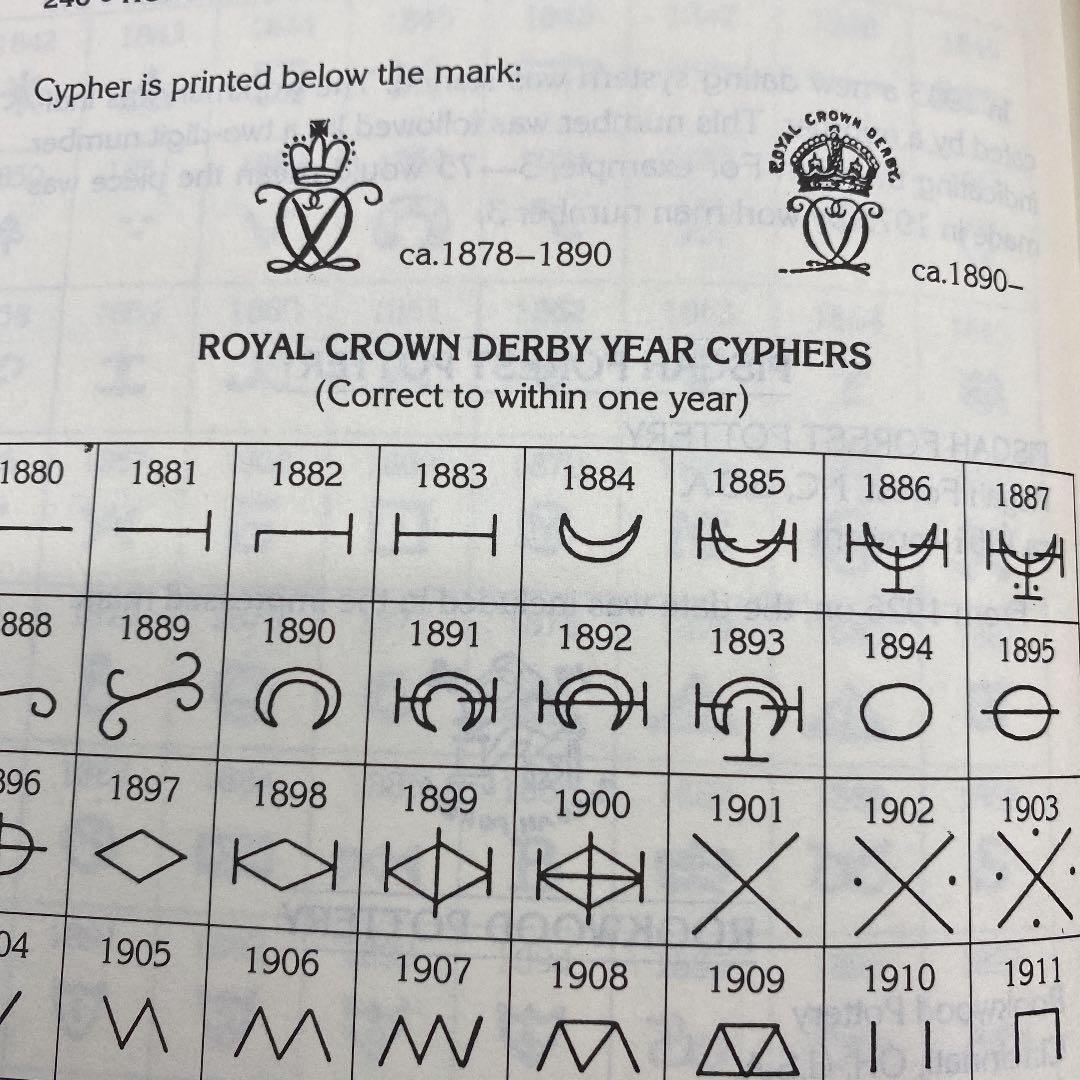 Cypher is printed below the mark:
ROYAL CROWN DERBY
ca.1878–1890
ca.1890–
ROYAL CROWN DERBY YEAR CYPHERS
(Correct to within one year)
1880 1881 1882 1883 1884 1885 1886 1887
888 1889 1890 1891 1892 1893 1894 1895
896 1897 1898 1899 1900 1901 1902 1903
04 1905 1906 1907 1908 1909 1910 1911